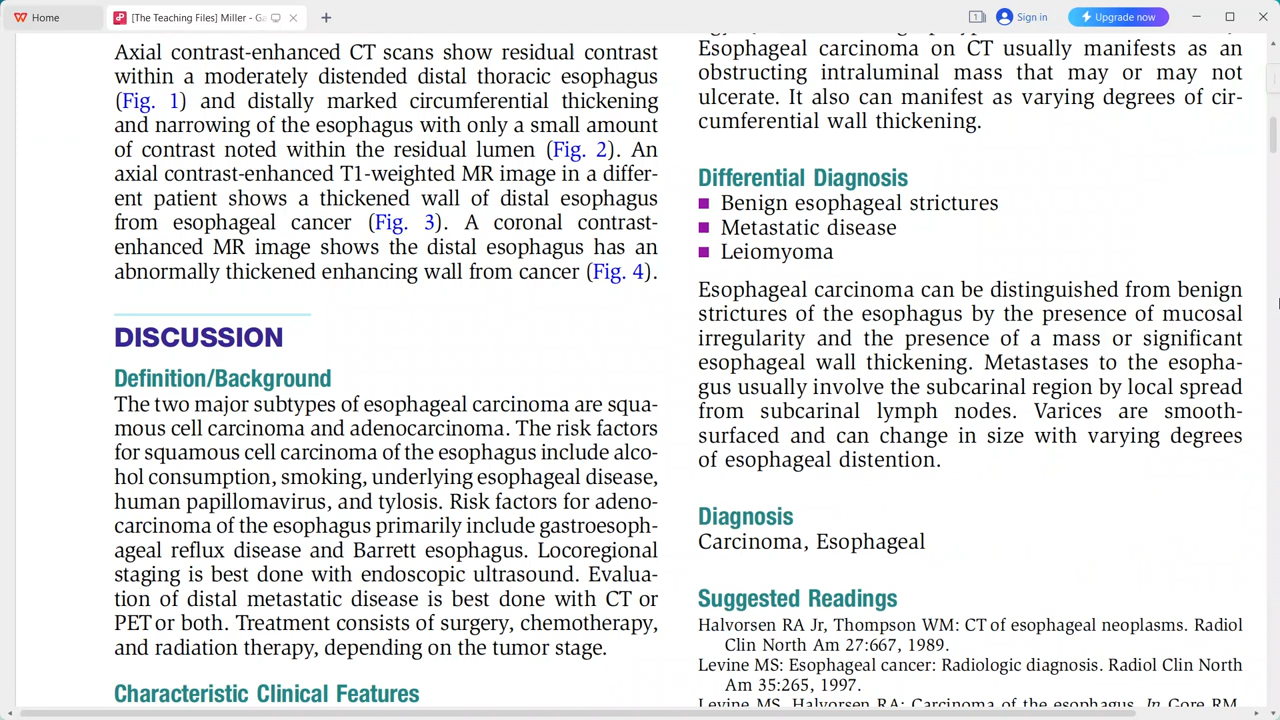 Home
[The Teaching Files] Miller - Ga
1
Sign in
Upgrade now
Axial contrast-enhanced CT scans show residual contrast
within a moderately distended distal thoracic esophagus
(Fig. 1) and distally marked circumferential thickening
and narrowing of the esophagus with only a small amount
of contrast noted within the residual lumen (Fig. 2). An
axial contrast-enhanced T1-weighted MR image in a differ-
ent patient shows a thickened wall of distal esophagus
from esophageal cancer (Fig. 3). A coronal contrast-
enhanced MR image shows the distal esophagus has an
abnormally thickened enhancing wall from cancer (Fig. 4).
DISCUSSION
Definition/Background
The two major subtypes of esophageal carcinoma are squa-
mous cell carcinoma and adenocarcinoma. The risk factors
for squamous cell carcinoma of the esophagus include alco-
hol consumption, smoking, underlying esophageal disease,
human papillomavirus, and tylosis. Risk factors for adeno-
carcinoma of the esophagus primarily include gastroesoph-
ageal reflux disease and Barrett esophagus. Locoregional
staging is best done with endoscopic ultrasound. Evalua-
tion of distal metastatic disease is best done with CT or
PET or both. Treatment consists of surgery, chemotherapy,
and radiation therapy, depending on the tumor stage.
Characteristic Clinical Features
Esophageal carcinoma on CT usually manifests as an
obstructing intraluminal mass that may or may not
ulcerate. It also can manifest as varying degrees of cir-
cumferential wall thickening.
Differential Diagnosis
Benign esophageal strictures
Metastatic disease
Leiomyoma
Esophageal carcinoma can be distinguished from benign
strictures of the esophagus by the presence of mucosal
irregularity and the presence of a mass or significant
esophageal wall thickening. Metastases to the esopha-
gus usually involve the subcarinal region by local spread
from subcarinal lymph nodes. Varices are smooth-
surfaced and can change in size with varying degrees
of esophageal distention.
Diagnosis
Carcinoma, Esophageal
Suggested Readings
Halvorsen RA Jr, Thompson WM: CT of esophageal neoplasms. Radiol
Clin North Am 27:667, 1989.
Levine MS: Esophageal cancer: Radiologic diagnosis. Radiol Clin North
Am 35:265, 1997.
Levine MS, Halvorsen RA: Carcinoma of the esophagus. In Gore RM,